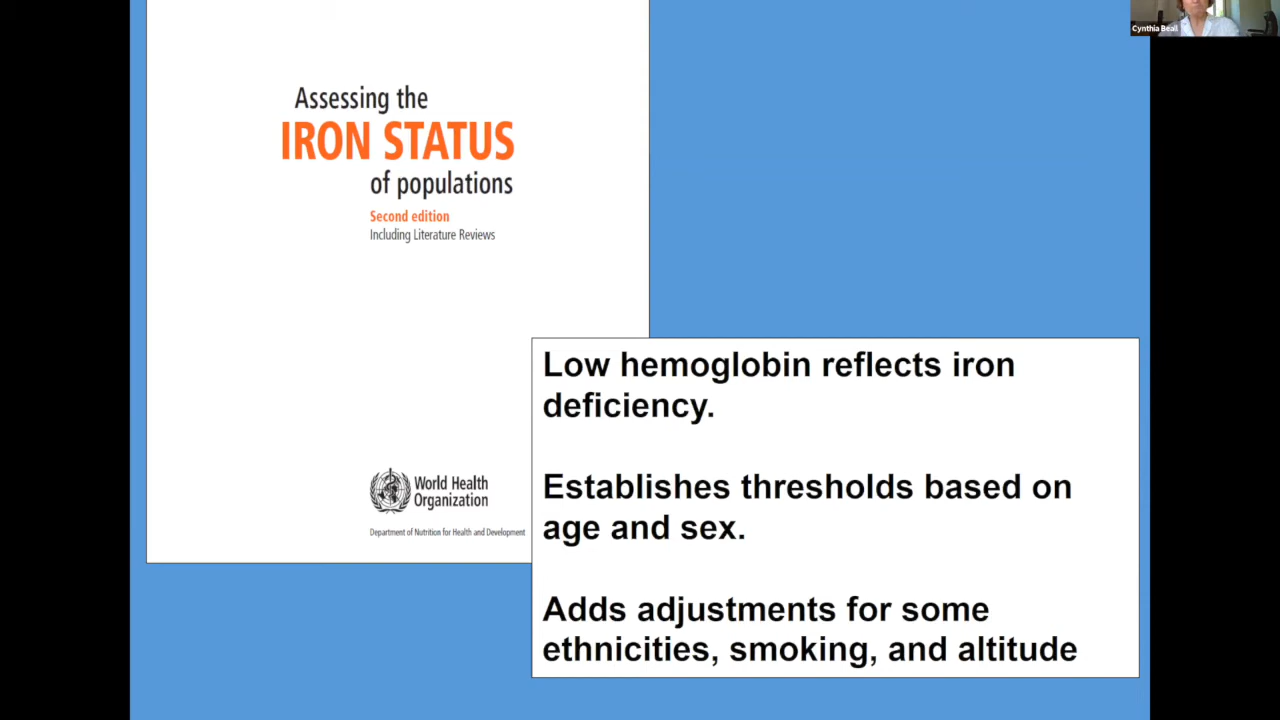 Cynthia Beall
Assessing the
IRON STATUS
of populations
Second edition
Including Literature Reviews
World Health
Organization
Department of Nutrition for Health and Development
Low hemoglobin reflects iron
deficiency.
Establishes thresholds based on
age and sex.
Adds adjustments for some
ethnicities, smoking, and altitude